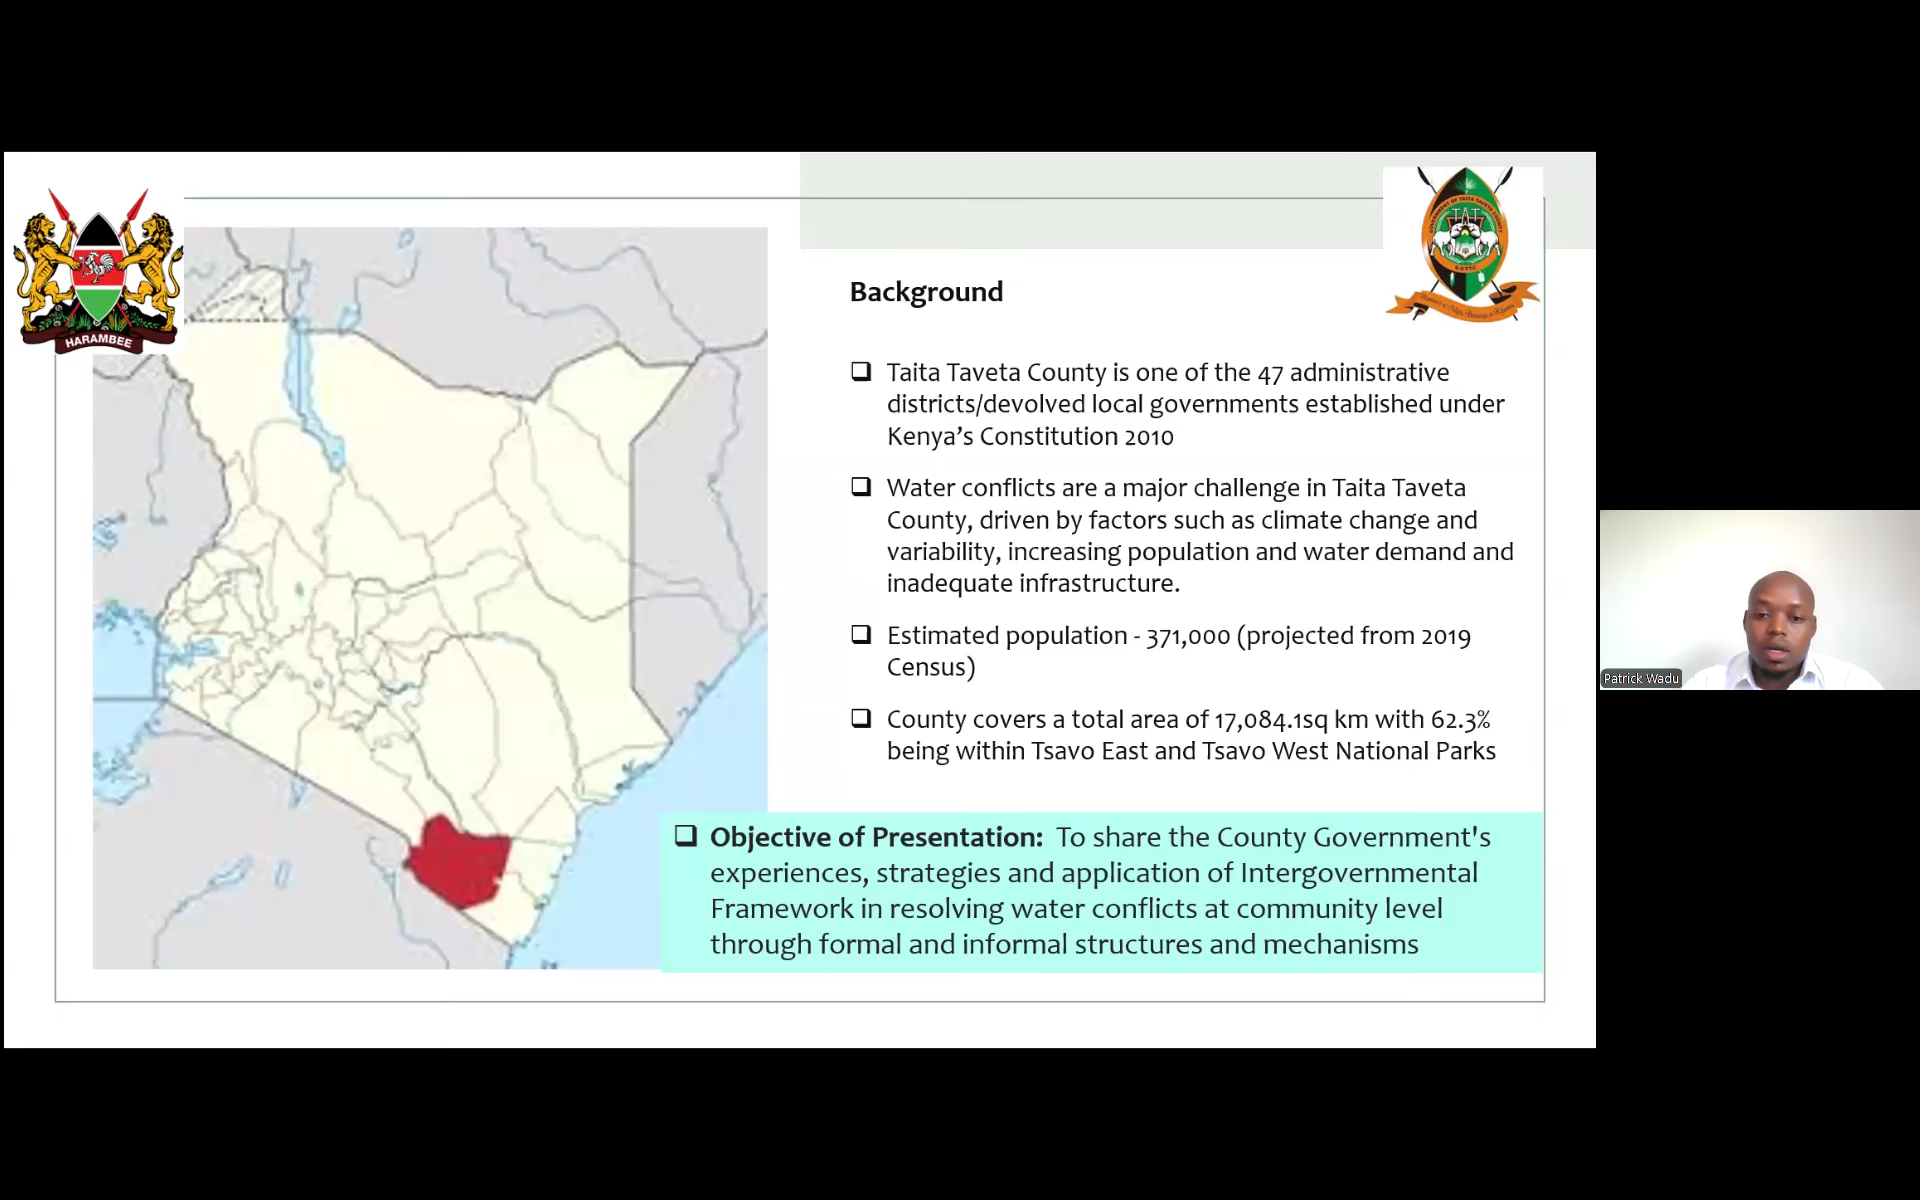 HARAMBEE
GOVERNMENT OF TAITA TAVETA COUNTY
Background
Taita Taveta County is one of the 47 administrative
districts/devolved local governments established under
Kenya's Constitution 2010
Water conflicts are a major challenge in Taita Taveta
County, driven by factors such as climate change and
variability, increasing population and water demand and
inadequate infrastructure.
Estimated population - 371,000 (projected from 2019
Census)
County covers a total area of 17,084.1sq km with 62.3%
being within Tsavo East and Tsavo West National Parks
Objective of Presentation: To share the County Government's
experiences, strategies and application of Intergovernmental
Framework in resolving water conflicts at community level
through formal and informal structures and mechanisms
Patrick Wadu